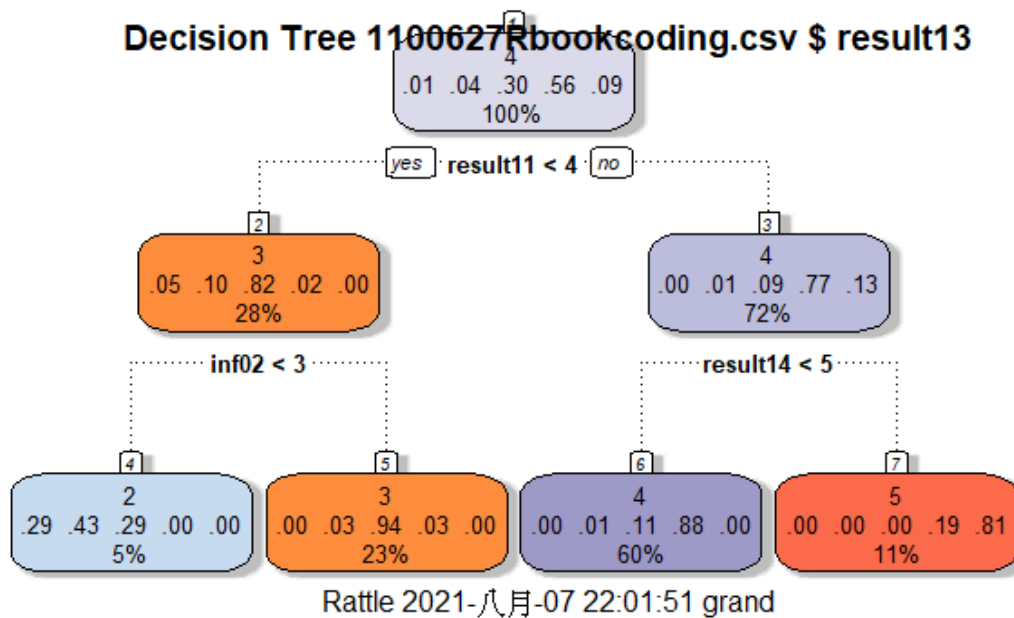 Decision Tree 1100627Rbookcoding.csv $ result13
1
4
.01 .04 .30 .56 .09
100%
yes result11 < 4 no
2
3
.05 .10 .82 .02 .00
28%
3
4
.00 .01 .09 .77 .13
72%
inf02 < 3
result14 < 5
4
2
.29 .43 .29 .00 .00
5%
5
3
.00 .03 .94 .03 .00
23%
6
4
.00 .01 .11 .88 .00
60%
7
5
.00 .00 .00 .19 .81
11%
Rattle 2021-八月-07 22:01:51 grand